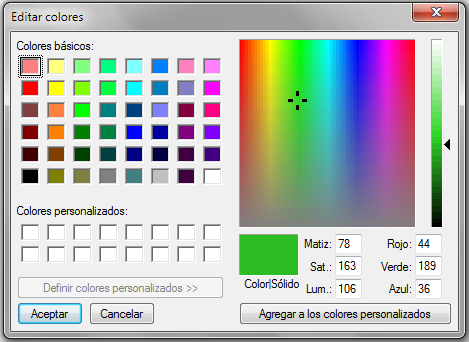 Editar colores
Colores básicos:
Colores personalizados:
Definir colores personalizados >>
Aceptar
Cancelar
Color|Sólido
Matiz: 78
Sat.: 163
Lum.: 106
Rojo: 44
Verde: 189
Azul: 36
Agregar a los colores personalizados